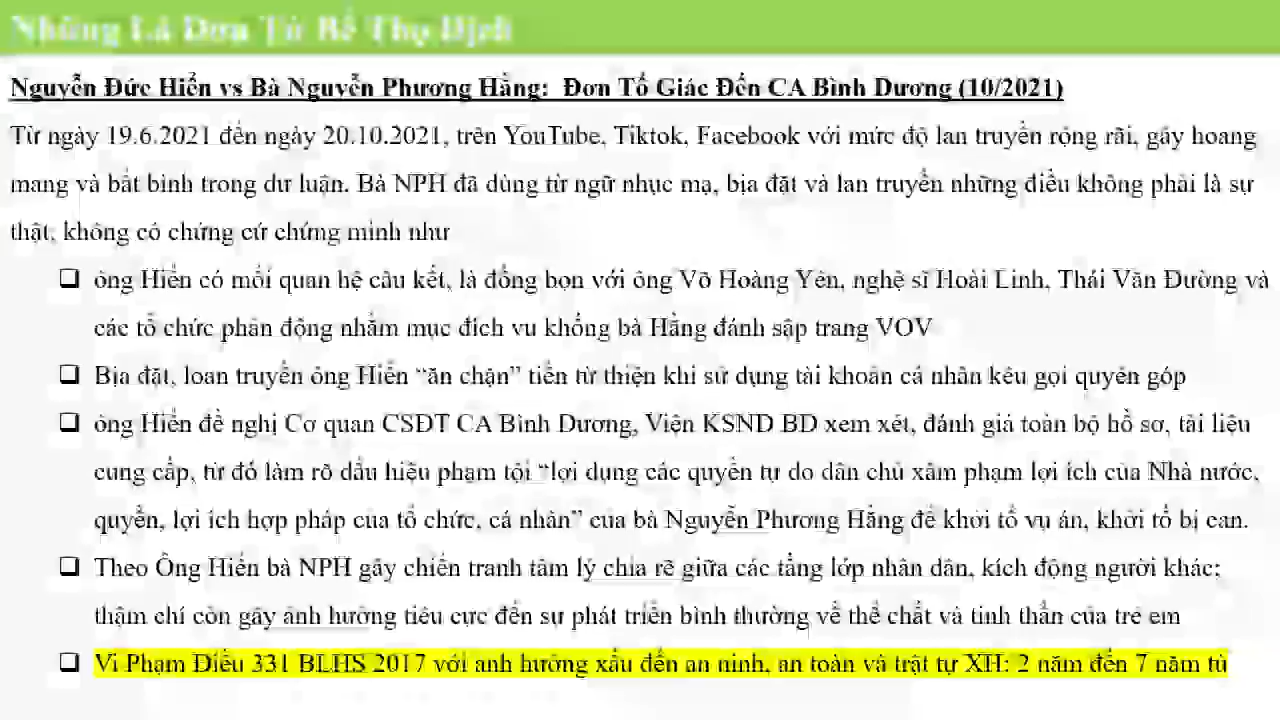 Những Lá Đơn Từ Bề Thọ Địch
Nguyễn Đức Hiển vs Bà Nguyễn Phương Hằng: Đơn Tố Giác Đến CA Bình Dương (10/2021)
Từ ngày 19.6.2021 đến ngày 20.10.2021, trên YouTube, Tiktok, Facebook với mức độ lan truyền rộng rãi, gây hoang
mang và bất bình trong dư luận. Bà NPH đã dùng từ ngữ nhục mạ, bịa đặt và lan truyền những điều không phải là sự
thật, không có chứng cứ chứng minh như
❑ ông Hiển có mối quan hệ câu kết, là đồng bọn với ông Võ Hoàng Yên, nghệ sĩ Hoài Linh, Thái Văn Đường và
các tổ chức phản động nhằm mục đích vu khống bà Hằng đánh sập trang VOV
❑ Bịa đặt, loan truyền ông Hiển “ăn chặn” tiền từ thiện khi sử dụng tài khoản cá nhân kêu gọi quyên góp
❑ ông Hiển đề nghị Cơ quan CSĐT CA Bình Dương, Viện KSND BD xem xét, đánh giá toàn bộ hồ sơ, tài liệu
cung cấp, từ đó làm rõ dấu hiệu phạm tội “lợi dụng các quyền tự do dân chủ xâm phạm lợi ích của Nhà nước,
quyền, lợi ích hợp pháp của tổ chức, cá nhân” của bà Nguyễn Phương Hằng để khởi tố vụ án, khởi tố bị can.
❑ Theo Ông Hiển bà NPH gây chiến tranh tâm lý chia rẽ giữa các tầng lớp nhân dân, kích động người khác;
thậm chí còn gây ảnh hưởng tiêu cực đến sự phát triển bình thường về thể chất và tinh thần của trẻ em
❑ Vi Phạm Điều 331 BLHS 2017 với ảnh hưởng xấu đến an ninh, an toàn và trật tự XH: 2 năm đến 7 năm tù